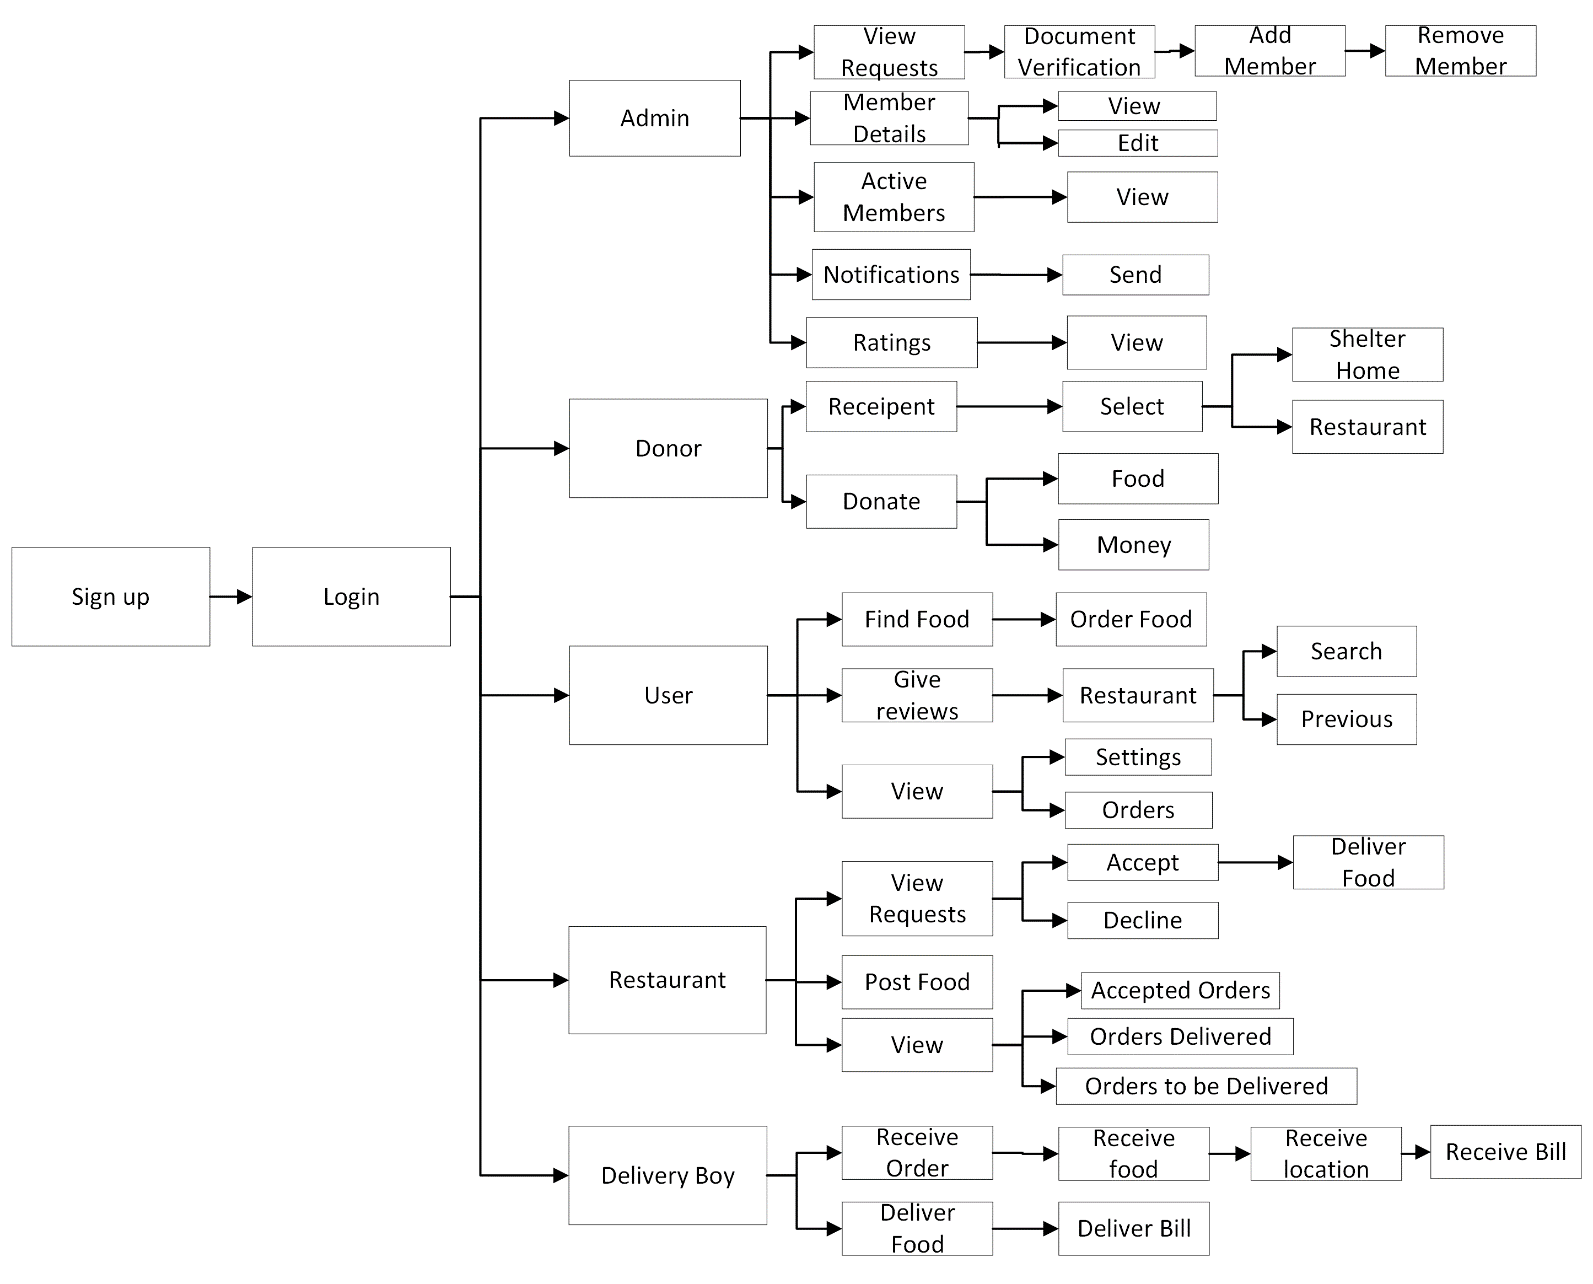 View
Requests
Document
Verification
Add
Member
Remove
Member
Admin
Member
Details
View
Edit
Active
Members
View
Notifications
Send
Ratings
View
Shelter
Home
Receipent
Select
Restaurant
Donor
Donate
Food
Money
Sign up
Login
Find Food
Order Food
Search
User
Give
reviews
Restaurant
Previous
View
Settings
Orders
View
Requests
Accept
Deliver
Food
Decline
Restaurant
Post Food
Accepted Orders
View
Orders Delivered
Orders to be Delivered
Delivery Boy
Receive
Order
Receive
food
Receive
location
Receive Bill
Deliver
Food
Deliver Bill